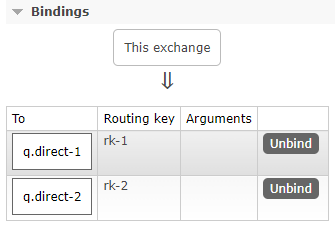 Bindings
This exchange
⇓
To Routing key Arguments
q.direct-1 rk-1 Unbind
q.direct-2 rk-2 Unbind